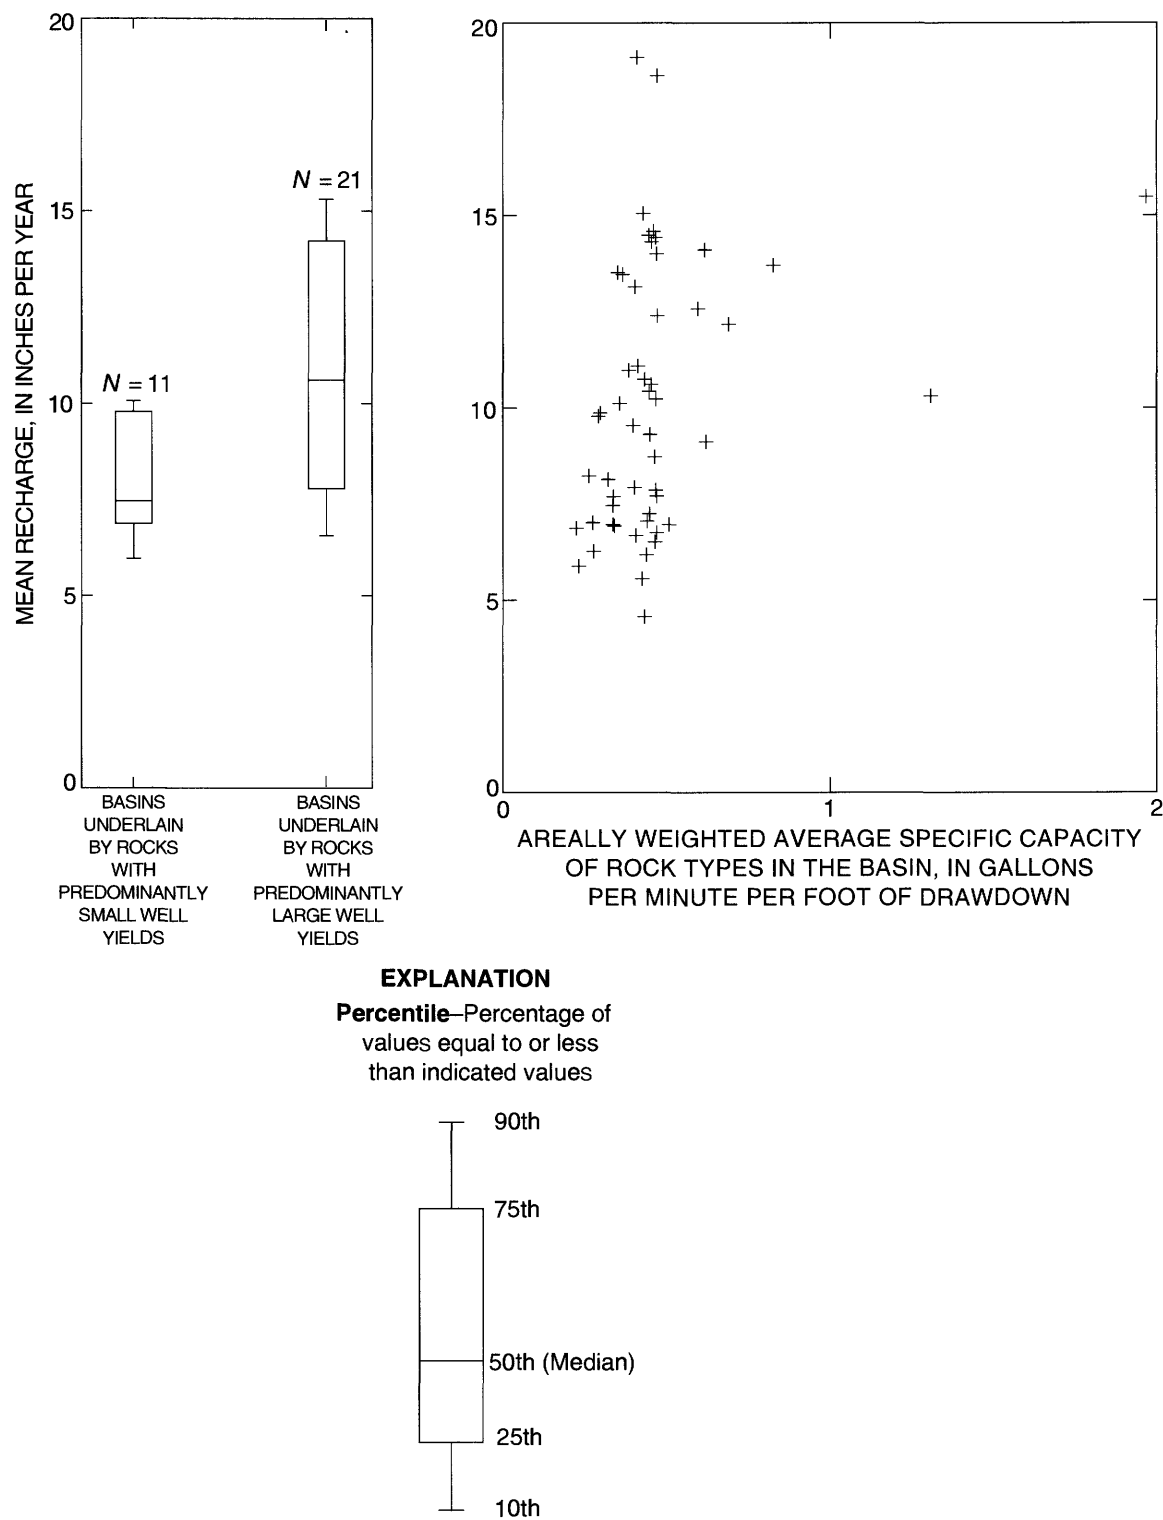 MEAN RECHARGE, IN INCHES PER YEAR
20
15
10
5
0
N = 11
N = 21
BASINS
UNDERLAIN
BY ROCKS
WITH
PREDOMINANTLY
SMALL WELL
YIELDS
BASINS
UNDERLAIN
BY ROCKS
WITH
PREDOMINANTLY
LARGE WELL
YIELDS
20
15
10
5
0
0 1 2
AREALLY WEIGHTED AVERAGE SPECIFIC CAPACITY
OF ROCK TYPES IN THE BASIN, IN GALLONS
PER MINUTE PER FOOT OF DRAWDOWN
EXPLANATION
Percentile–Percentage of
values equal to or less
than indicated values
90th
75th
50th (Median)
25th
10th